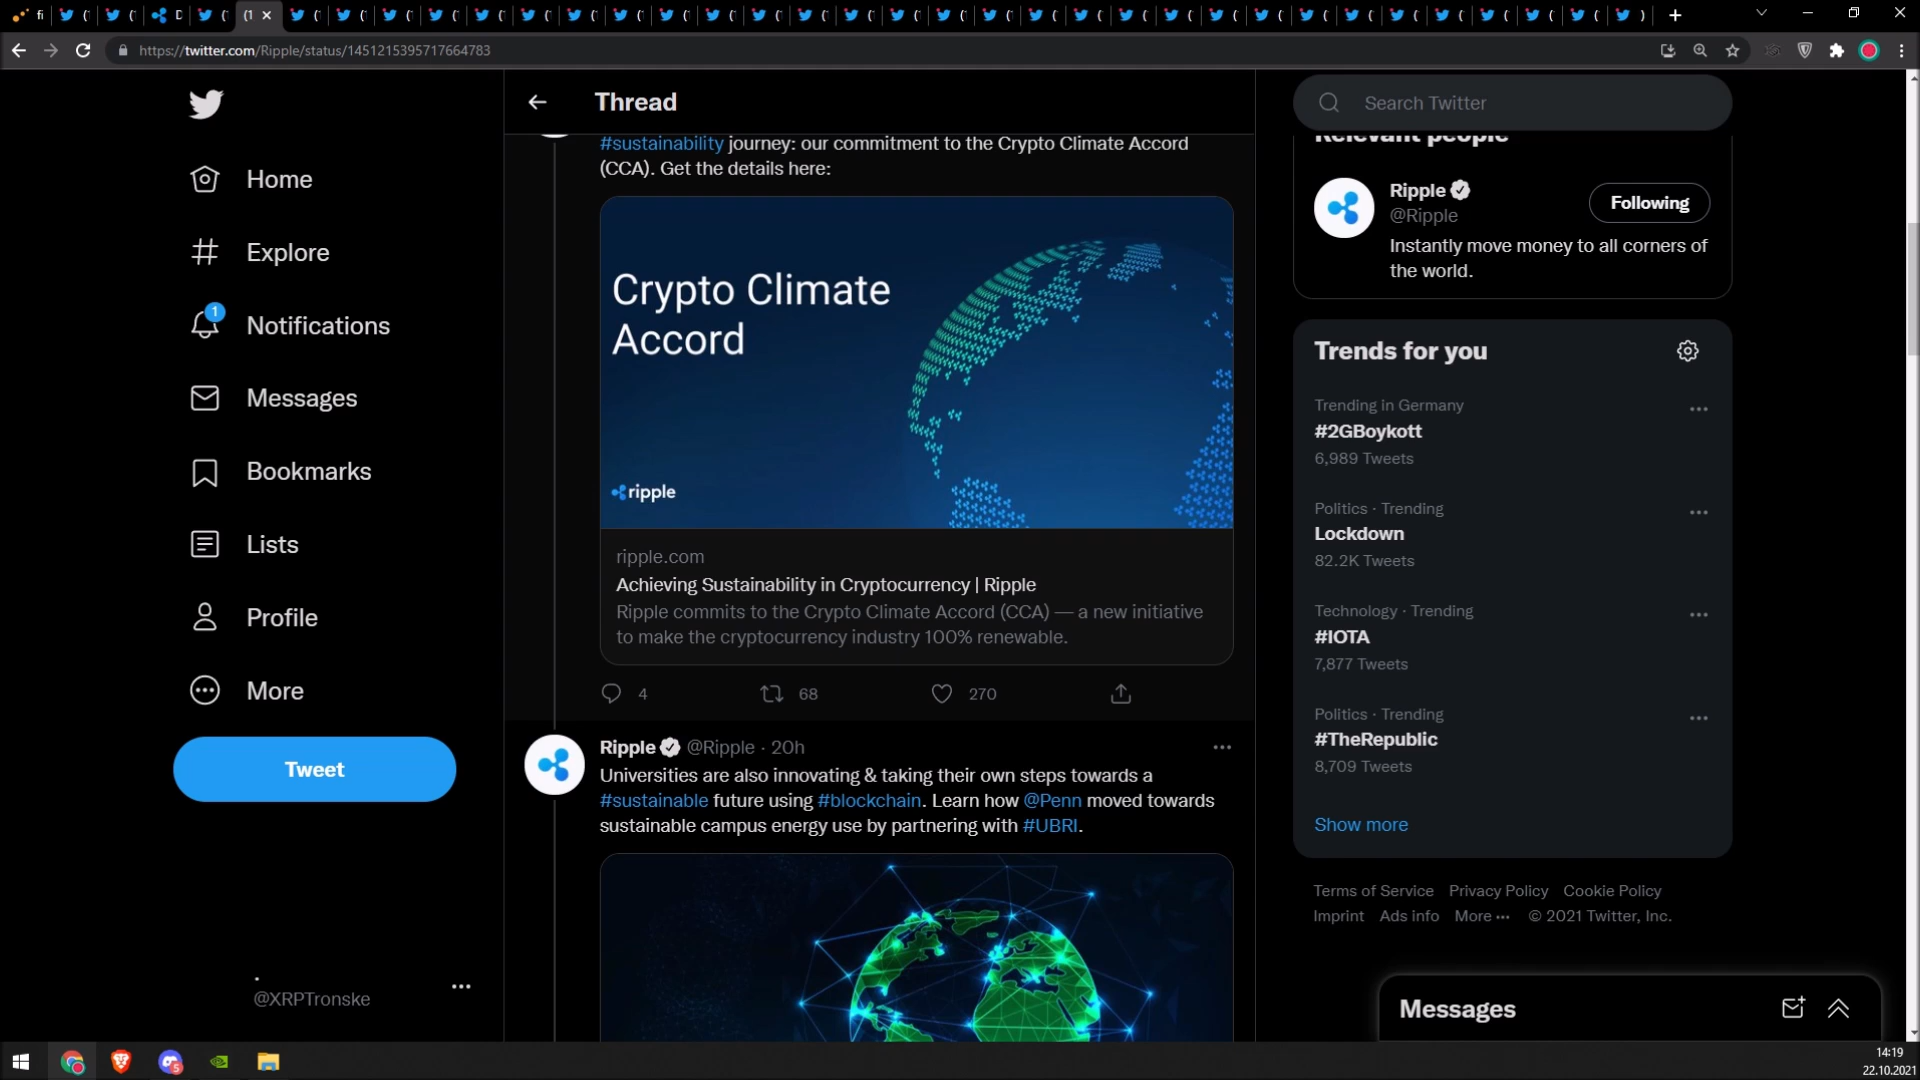 https://twitter.com/Ripple/status/1451215395717664783
Home
Explore
1
Notifications
Messages
Bookmarks
Lists
Profile
More
Tweet
.
@XRPTronske
Thread
#sustainability journey: our commitment to the Crypto Climate Accord
(CCA). Get the details here:
Crypto Climate
Accord
ripple
ripple.com
Achieving Sustainability in Cryptocurrency | Ripple
Ripple commits to the Crypto Climate Accord (CCA) — a new initiative
to make the cryptocurrency industry 100% renewable.
4 68 270
Ripple @Ripple · 20h
Universities are also innovating & taking their own steps towards a
#sustainable future using #blockchain. Learn how @Penn moved towards
sustainable campus energy use by partnering with #UBRI.
Search Twitter
Relevant people
Ripple
@Ripple
Following
Instantly move money to all corners of
the world.
Trends for you
Trending in Germany
#2GBoykott
6,989 Tweets
Politics · Trending
Lockdown
82.2K Tweets
Technology · Trending
#IOTA
7,877 Tweets
Politics · Trending
#TheRepublic
8,709 Tweets
Show more
Terms of Service Privacy Policy Cookie Policy
Imprint Ads info More ··· © 2021 Twitter, Inc.
Messages
5
14:19
22.10.2021